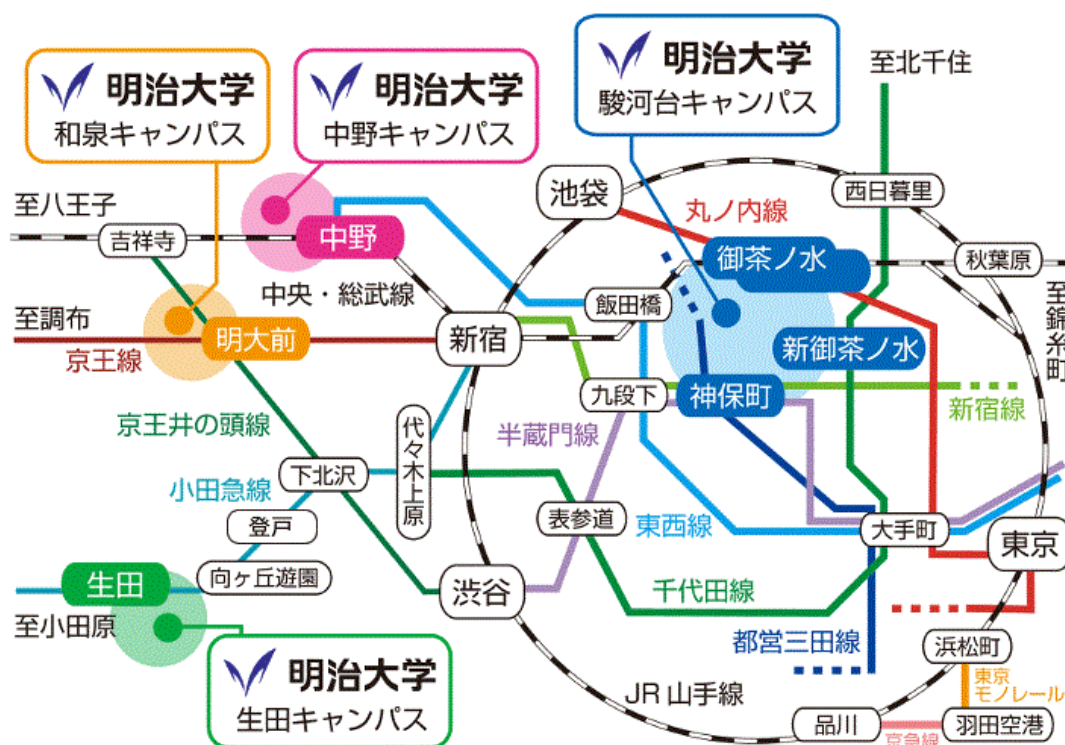 明治大学
和泉キャンパス
明治大学
中野キャンパス
明治大学
駿河台キャンパス
至北千住
至八王子
吉祥寺
中野
池袋
丸ノ内線
西日暮里
御茶ノ水
秋葉原
中央・総武線
飯田橋
至錦糸町
至調布
明大前
新宿
新御茶ノ水
京王線
九段下
神保町
新宿線
京王井の頭線
代々木上原
半蔵門線
下北沢
小田急線
登戸
表参道
東西線
大手町
東京
生田
向ヶ丘遊園
渋谷
千代田線
至小田原
都営三田線
浜松町
明治大学
生田キャンパス
JR山手線
東京
モノレール
品川
京急線
羽田空港